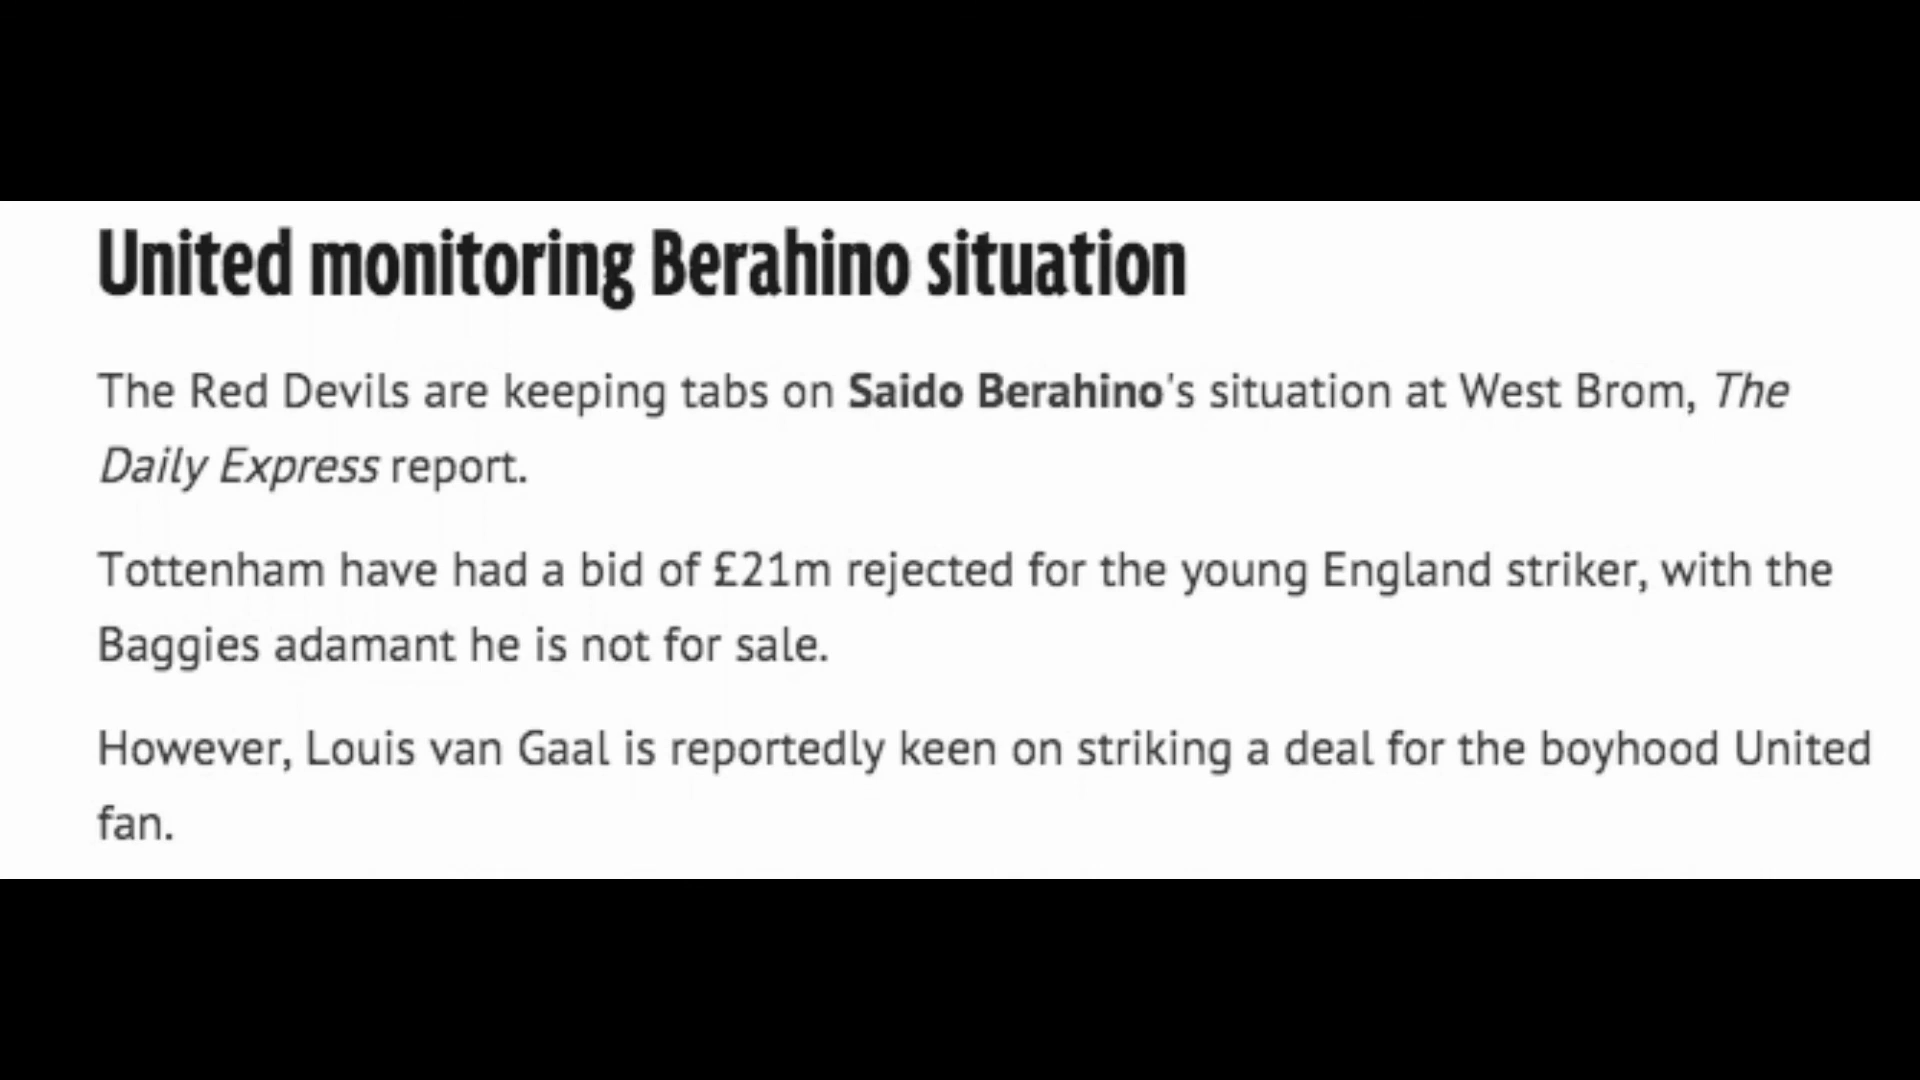 United monitoring Berahino situation
The Red Devils are keeping tabs on Saido Berahino's situation at West Brom, The
Daily Express report.
Tottenham have had a bid of £21m rejected for the young England striker, with the
Baggies adamant he is not for sale.
However, Louis van Gaal is reportedly keen on striking a deal for the boyhood United
fan.